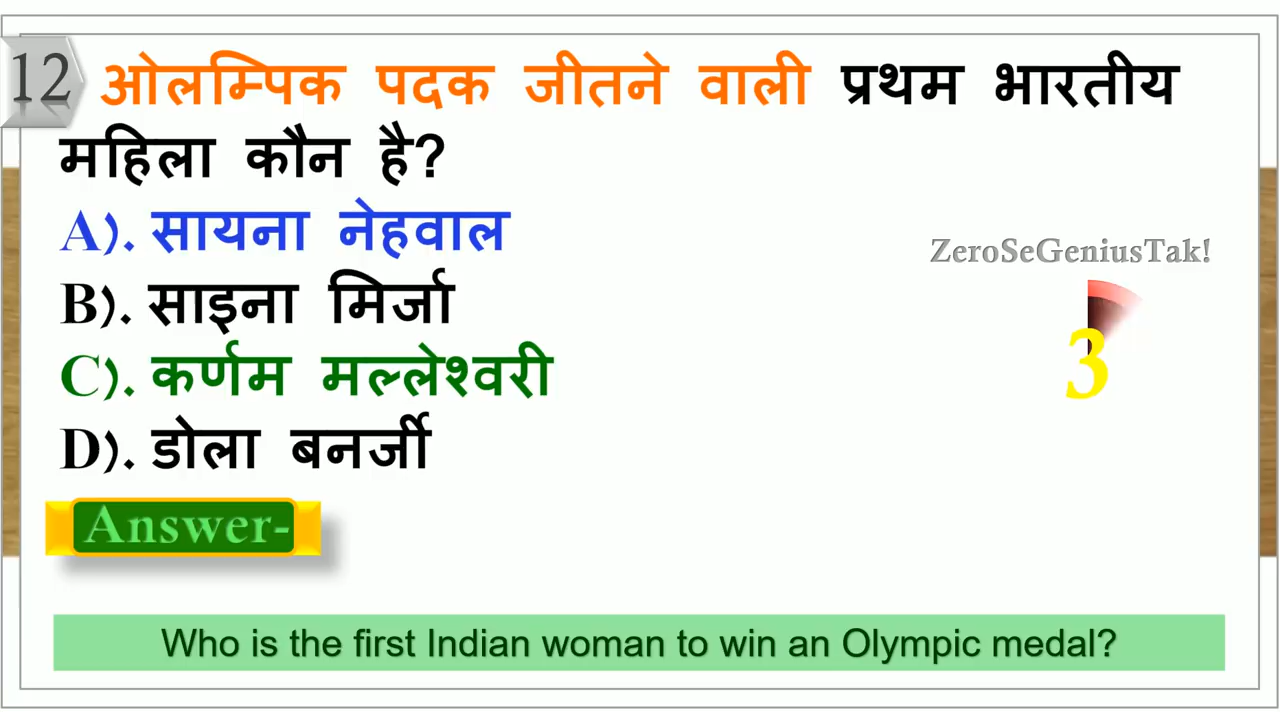 12 ओलम्पिक पदक जीतने वाली प्रथम भारतीय
महिला कौन है?
A). सायना नेहवाल
B). साइना मिर्जा
C). कर्णम मल्लेश्वरी
D). डोला बनर्जी
ZeroSeGeniusTak!
3
Answer-
Who is the first Indian woman to win an Olympic medal?